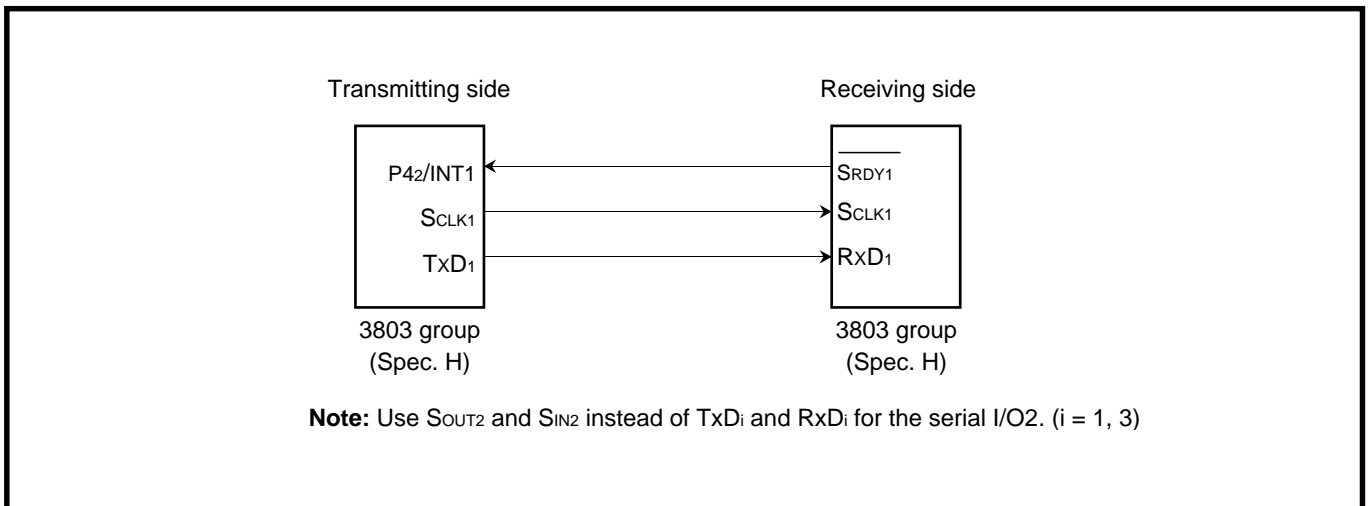 Transmitting side
Receiving side
P42/INT1
SRDY1
SCLK1
SCLK1
TxD1
RxD1
3803 group
(Spec. H)
3803 group
(Spec. H)
Note: Use SOUT2 and SIN2 instead of TxDi and RxDi for the serial I/O2. (i = 1, 3)